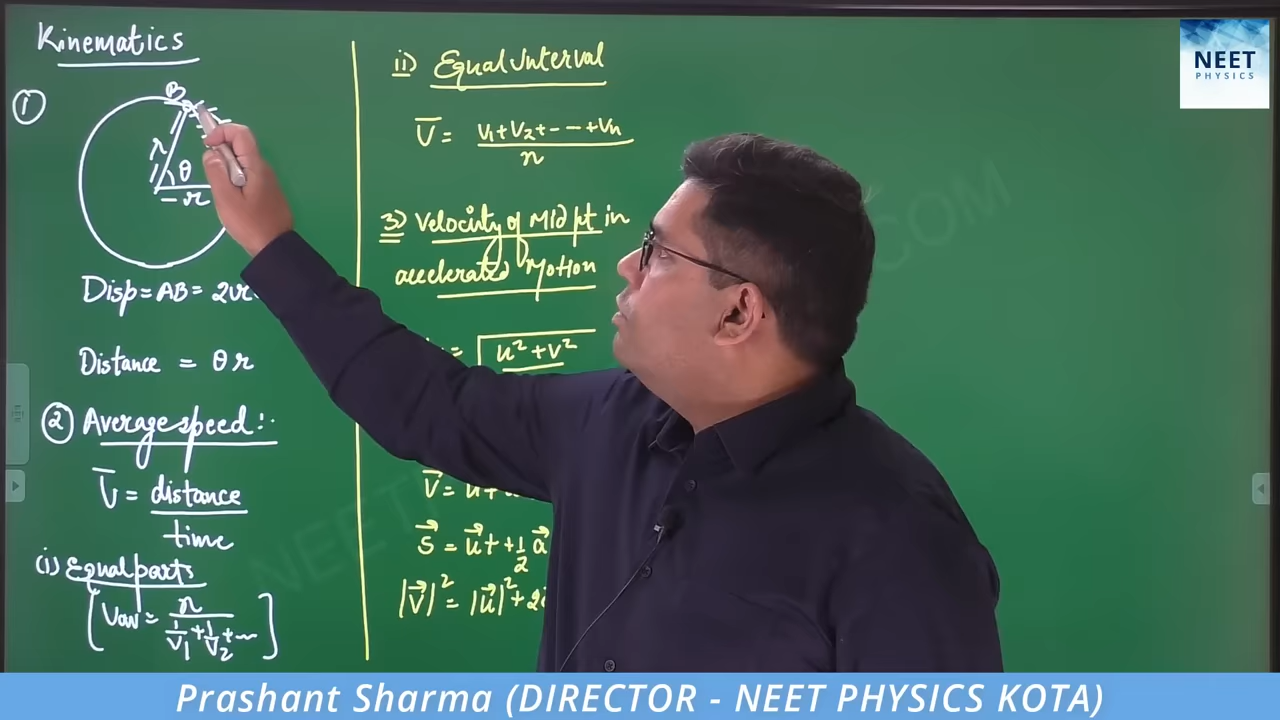 Kinematics
①
B
r
θ
r
Disp = AB = 2
Distance = θr
② Average speed :-
V̅ = distance
time
(i) Equal parts
[Vav = n
1/V₁ + 1/V₂ + ---]
ii) Equal interval
V̅ = V₁+V₂+- --+Vn
n
3) Velocity of Mid pt in
accelerated Motion
= √u²+v²
V̅ = u+
s⃗ = u⃗t + 1/2 a⃗
|v⃗|² = |u⃗|² + 2
NEET
PHYSICS
Prashant Sharma (DIRECTOR - NEET PHYSICS KOTA)